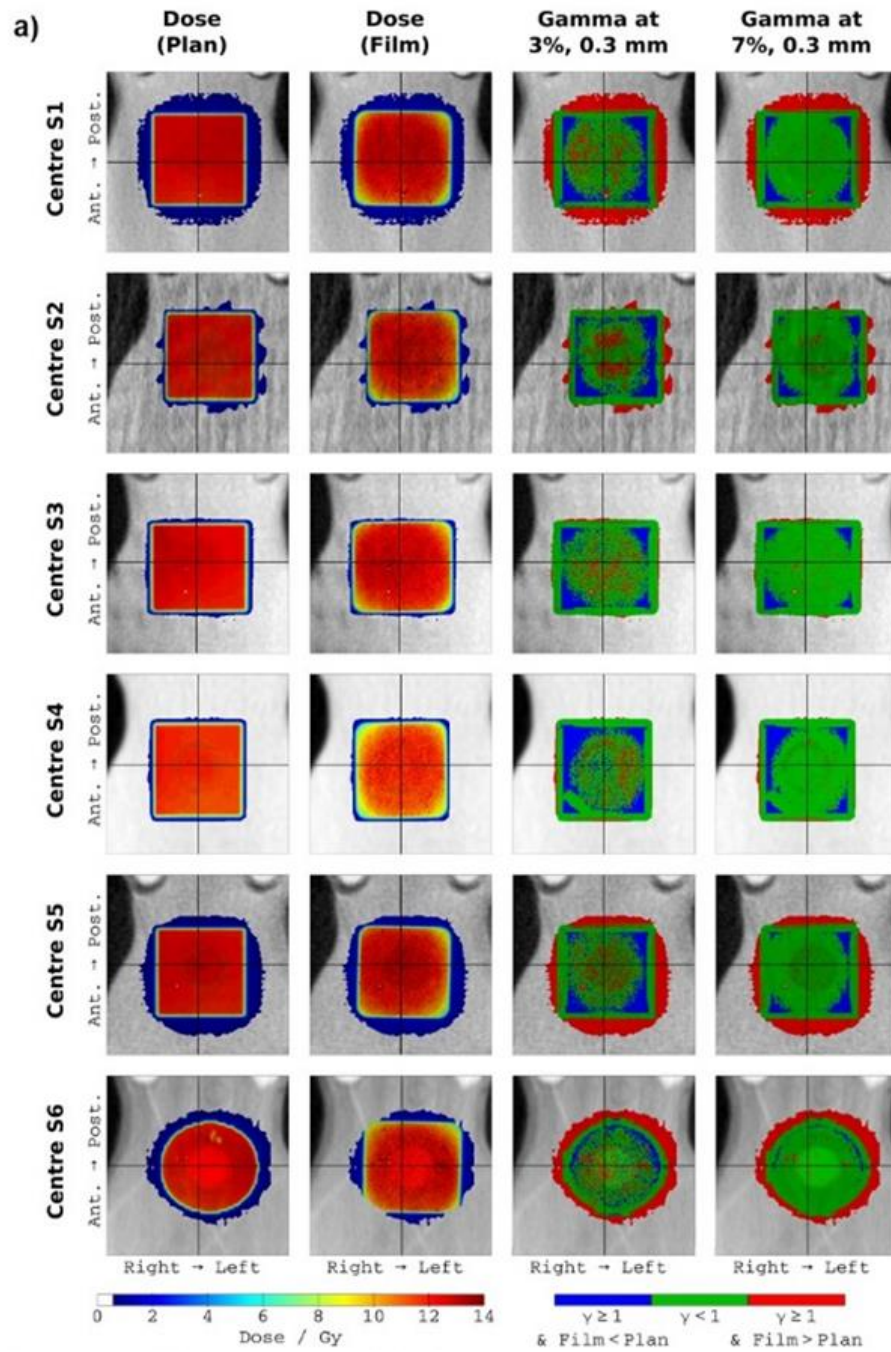 a)
Dose
(Plan)
Dose
(Film)
Gamma at
3%, 0.3 mm
Gamma at
7%, 0.3 mm
Centre S1
Ant. → Post.
Centre S2
Ant. → Post.
Centre S3
Ant. → Post.
Centre S4
Ant. → Post.
Centre S5
Ant. → Post.
Centre S6
Ant. → Post.
Right → Left
Right → Left
Right → Left
Right → Left
0 2 4 6 8 10 12 14
Dose / Gy
γ ≥ 1
& Film < Plan
γ < 1
γ ≥ 1
& Film > Plan